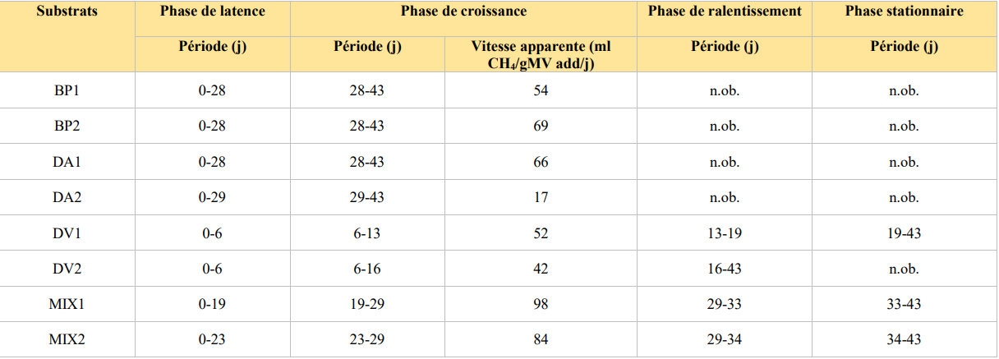 Substrats Phase de latence Phase de croissance Phase de ralentissement Phase stationnaire
Période (j) Période (j) Vitesse apparente (ml Période (j) Période (j)
CH₄/gMV add/j)
BP1 0-28 28-43 54 n.ob. n.ob.
BP2 0-28 28-43 69 n.ob. n.ob.
DA1 0-28 28-43 66 n.ob. n.ob.
DA2 0-29 29-43 17 n.ob. n.ob.
DV1 0-6 6-13 52 13-19 19-43
DV2 0-6 6-16 42 16-43 n.ob.
MIX1 0-19 19-29 98 29-33 33-43
MIX2 0-23 23-29 84 29-34 34-43